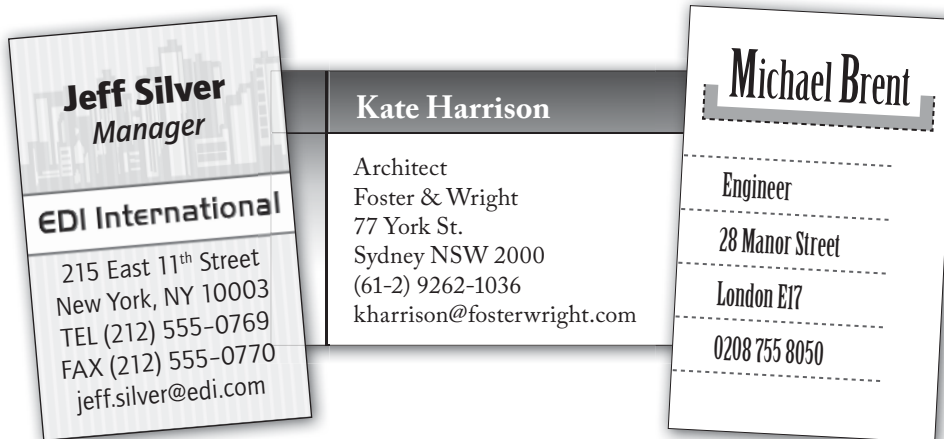 Jeff Silver
Manager
EDI International
215 East 11th Street
New York, NY 10003
TEL (212) 555-0769
FAX (212) 555-0770
jeff.silver@edi.com
Kate Harrison
Architect
Foster & Wright
77 York St.
Sydney NSW 2000
(61-2) 9262-1036
kharrison@fosterwright.com
Michael Brent
Engineer
28 Manor Street
London E17
0208 755 8050